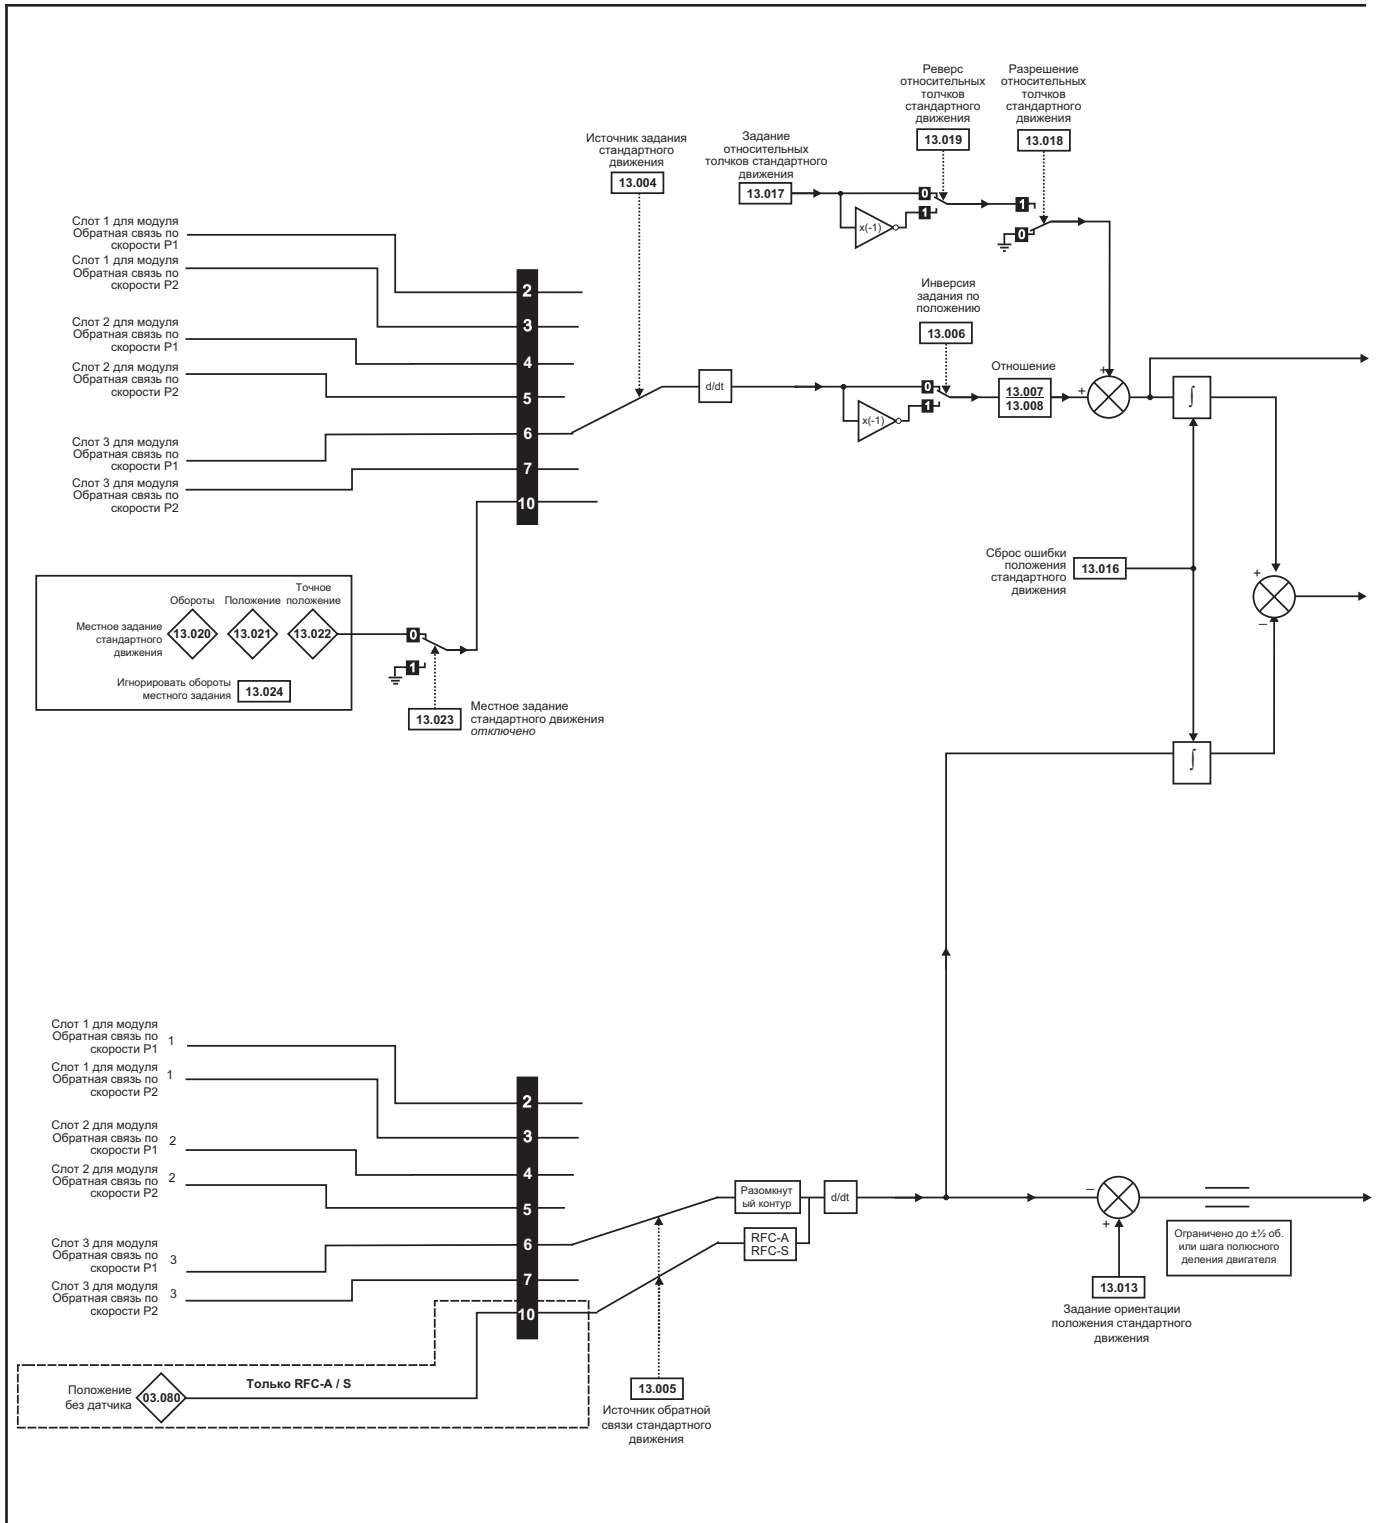 Реверс
относительных
толчков
стандартного
движения
13.019
Разрешение
относительных
толчков
стандартного
движения
13.018
Источник задания
стандартного
движения
13.004
Задание
относительных
толчков стандартного
движения
13.017
0
1
x(-1)
1
0
Слот 1 для модуля
Обратная связь по
скорости P1
Слот 1 для модуля
Обратная связь по
скорости P2
Слот 2 для модуля
Обратная связь по
скорости P1
Слот 2 для модуля
Обратная связь по
скорости P2
Слот 3 для модуля
Обратная связь по
скорости P1
Слот 3 для модуля
Обратная связь по
скорости P2
2
3
4
5
6
7
10
Инверсия
задания по
положению
13.006
d/dt
0
1
x(-1)
Отношение
13.007
13.008
+
+
∫
Сброс ошибки
положения
стандартного
движения
13.016
+
–
∫
Обороты
Положение
Точное
положение
Местное задание
стандартного
движения
13.020
13.021
13.022
Игнорировать обороты
местного задания
13.024
0
1
13.023
Местное задание
стандартного движения
отключено
Слот 1 для модуля
Обратная связь по
скорости P1
1
Слот 1 для модуля
Обратная связь по
скорости P2
1
Слот 2 для модуля
Обратная связь по
скорости P1
2
Слот 2 для модуля
Обратная связь по
скорости P2
2
Слот 3 для модуля
Обратная связь по
скорости P1
3
Слот 3 для модуля
Обратная связь по
скорости P2
3
2
3
4
5
6
7
10
Разомкнут
ый контур
RFC-A
RFC-S
d/dt
–
+
13.013
Задание ориентации
положения стандартного
движения
Ограничено до ±½ об.
или шага полюсного
деления двигателя
Положение
без датчика
03.080
Только RFC-A / S
13.005
Источник обратной
связи стандартного
движения